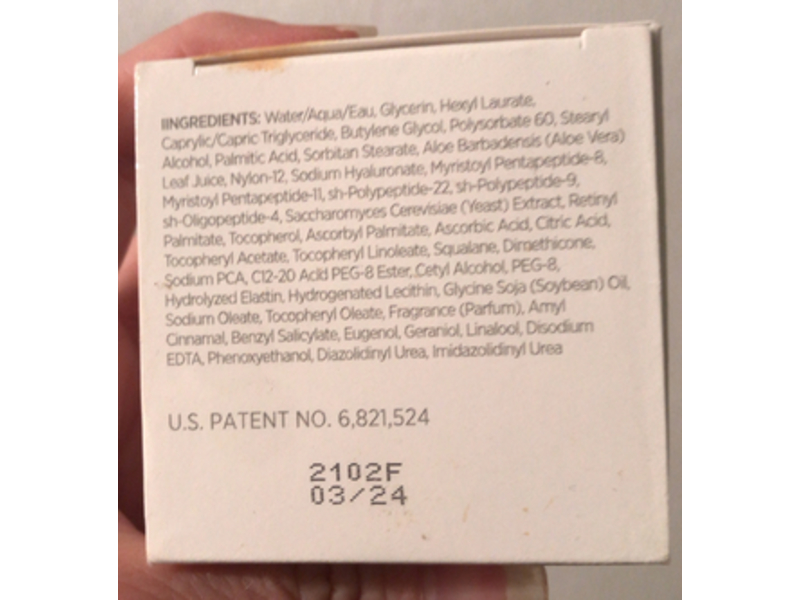 IINGREDIENTS: Water/Aqua/Eau, Glycerin, Hexyl Laurate,
Caprylic/Capric Triglyceride, Butylene Glycol, Polysorbate 60, Stearyl
Alcohol, Palmitic Acid, Sorbitan Stearate, Aloe Barbadensis (Aloe Vera)
Leaf Juice, Nylon-12, Sodium Hyaluronate, Myristoyl Pentapeptide-8,
Myristoyl Pentapeptide-11, sh-Polypeptide-22, sh-Polypeptide-9,
sh-Oligopeptide-4, Saccharomyces Cerevisiae (Yeast) Extract, Retinyl
Palmitate, Tocopherol, Ascorbyl Palmitate, Ascorbic Acid, Citric Acid,
Tocopheryl Acetate, Tocopheryl Linoleate, Squalane, Dimethicone,
Sodium PCA, C12-20 Acid PEG-8 Ester, Cetyl Alcohol, PEG-8,
Hydrolyzed Elastin, Hydrogenated Lecithin, Glycine Soja (Soybean) Oil,
Sodium Oleate, Tocopheryl Oleate, Fragrance (Parfum), Amyl
Cinnamal, Benzyl Salicylate, Eugenol, Geraniol, Linalool, Disodium
EDTA, Phenoxyethanol, Diazolidinyl Urea, Imidazolidinyl Urea
U.S. PATENT NO. 6,821,524
2102F
03/24